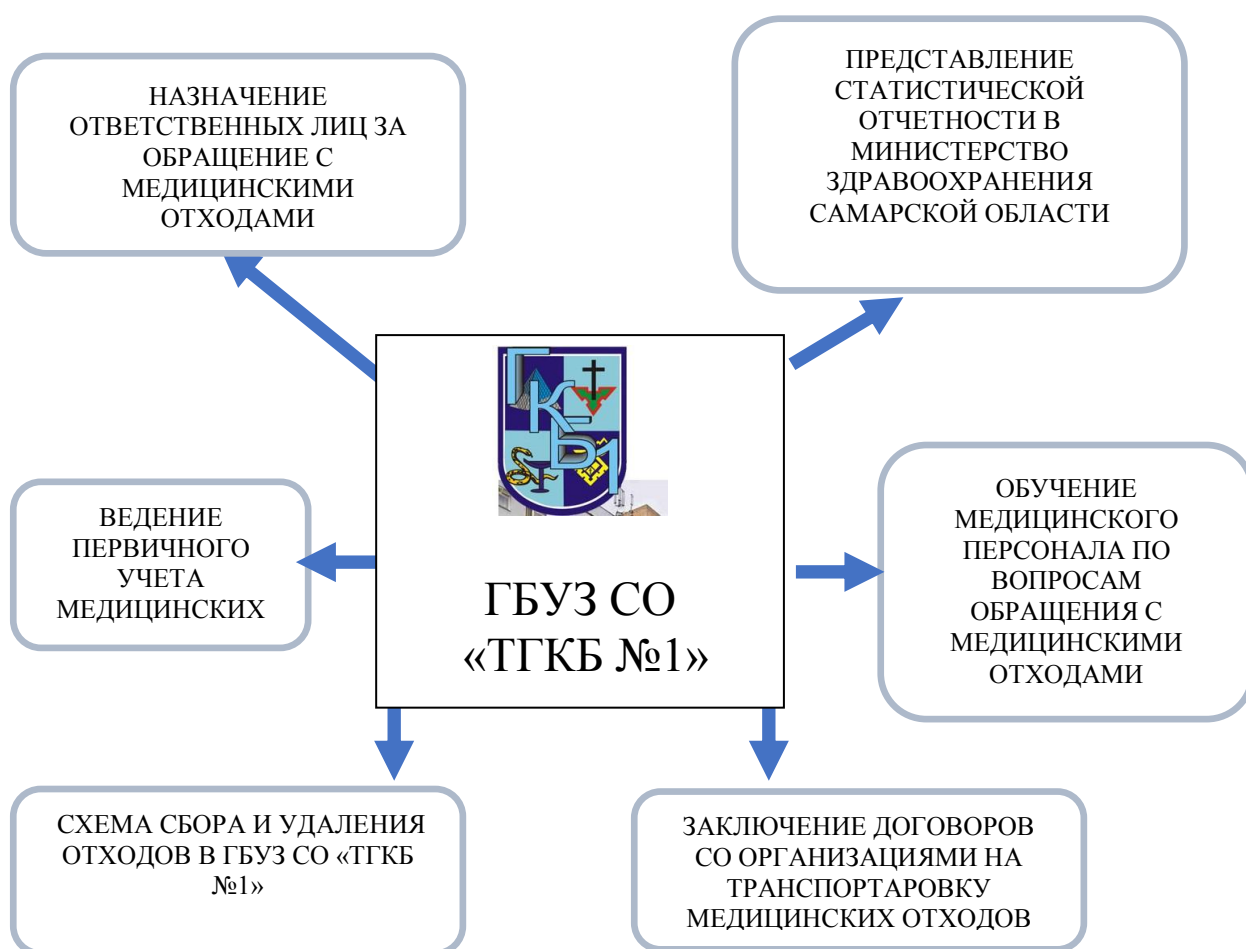 НАЗНАЧЕНИЕ
ОТВЕТСТВЕННЫХ ЛИЦ ЗА
ОБРАЩЕНИЕ С
МЕДИЦИНСКИМИ
ОТХОДАМИ
ПРЕДСТАВЛЕНИЕ
СТАТИСТИЧЕСКОЙ
ОТЧЕТНОСТИ В
МИНИСТЕРСТВО
ЗДРАВООХРАНЕНИЯ
САМАРСКОЙ ОБЛАСТИ
ГКБ1
ГБУЗ СО
«ТГКБ №1»
ВЕДЕНИЕ
ПЕРВИЧНОГО
УЧЕТА
МЕДИЦИНСКИХ
ОБУЧЕНИЕ
МЕДИЦИНСКОГО
ПЕРСОНАЛА ПО
ВОПРОСАМ
ОБРАЩЕНИЯ С
МЕДИЦИНСКИМИ
ОТХОДАМИ
СХЕМА СБОРА И УДАЛЕНИЯ
ОТХОДОВ В ГБУЗ СО «ТГКБ
№1»
ЗАКЛЮЧЕНИЕ ДОГОВОРОВ
СО ОРГАНИЗАЦИЯМИ НА
ТРАНСПОРТАРОВКУ
МЕДИЦИНСКИХ ОТХОДОВ